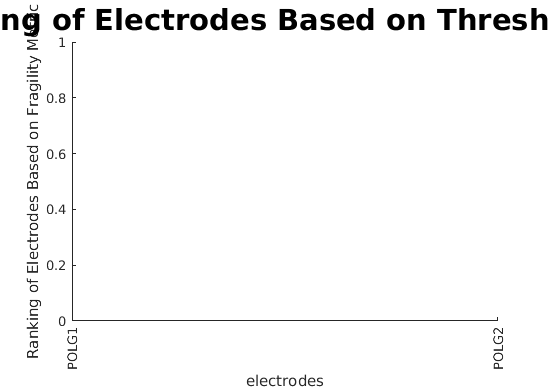 ng of Electrodes Based on Thresh
Ranking of Electrodes Based on Fragility Metric
1
0.8
0.6
0.4
0.2
0
POLG1
POLG2
electrodes